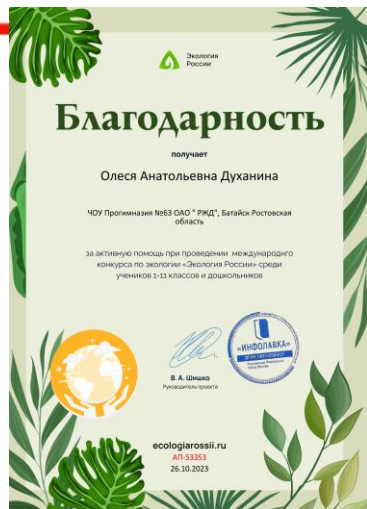 Экология
России
Благодарность
получает
Олеся Анатольевна Духанина
ЧОУ Прогимназия №63 ОАО " РЖД", Батайск Ростовская
область
за активную помощь при проведении международнго
конкурса по экологии «Экология России» среди
учеников 1-11 классов и дошкольников
«ИНФОЛАВКА»
В. А. Шишко
Руководитель проекта
ecologiarossii.ru
АП-53353
26.10.2023